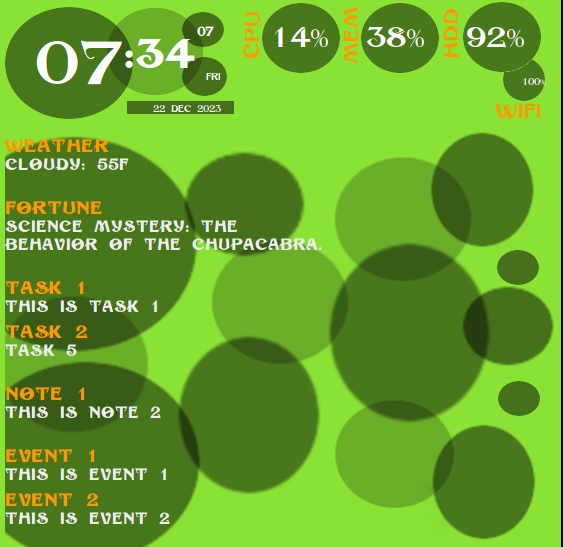 07:34
07
FRI
22 DEC 2023
CPU
14%
MEM
38%
HDD
92%
100%
WIFI
WEATHER
CLOUDY: 55F
FORTUNE
SCIENCE MYSTERY: THE
BEHAVIOR OF THE CHUPACABRA.
TASK 1
THIS IS TASK 1
TASK 2
TASK 5
NOTE 1
THIS IS NOTE 2
EVENT 1
THIS IS EVENT 1
EVENT 2
THIS IS EVENT 2